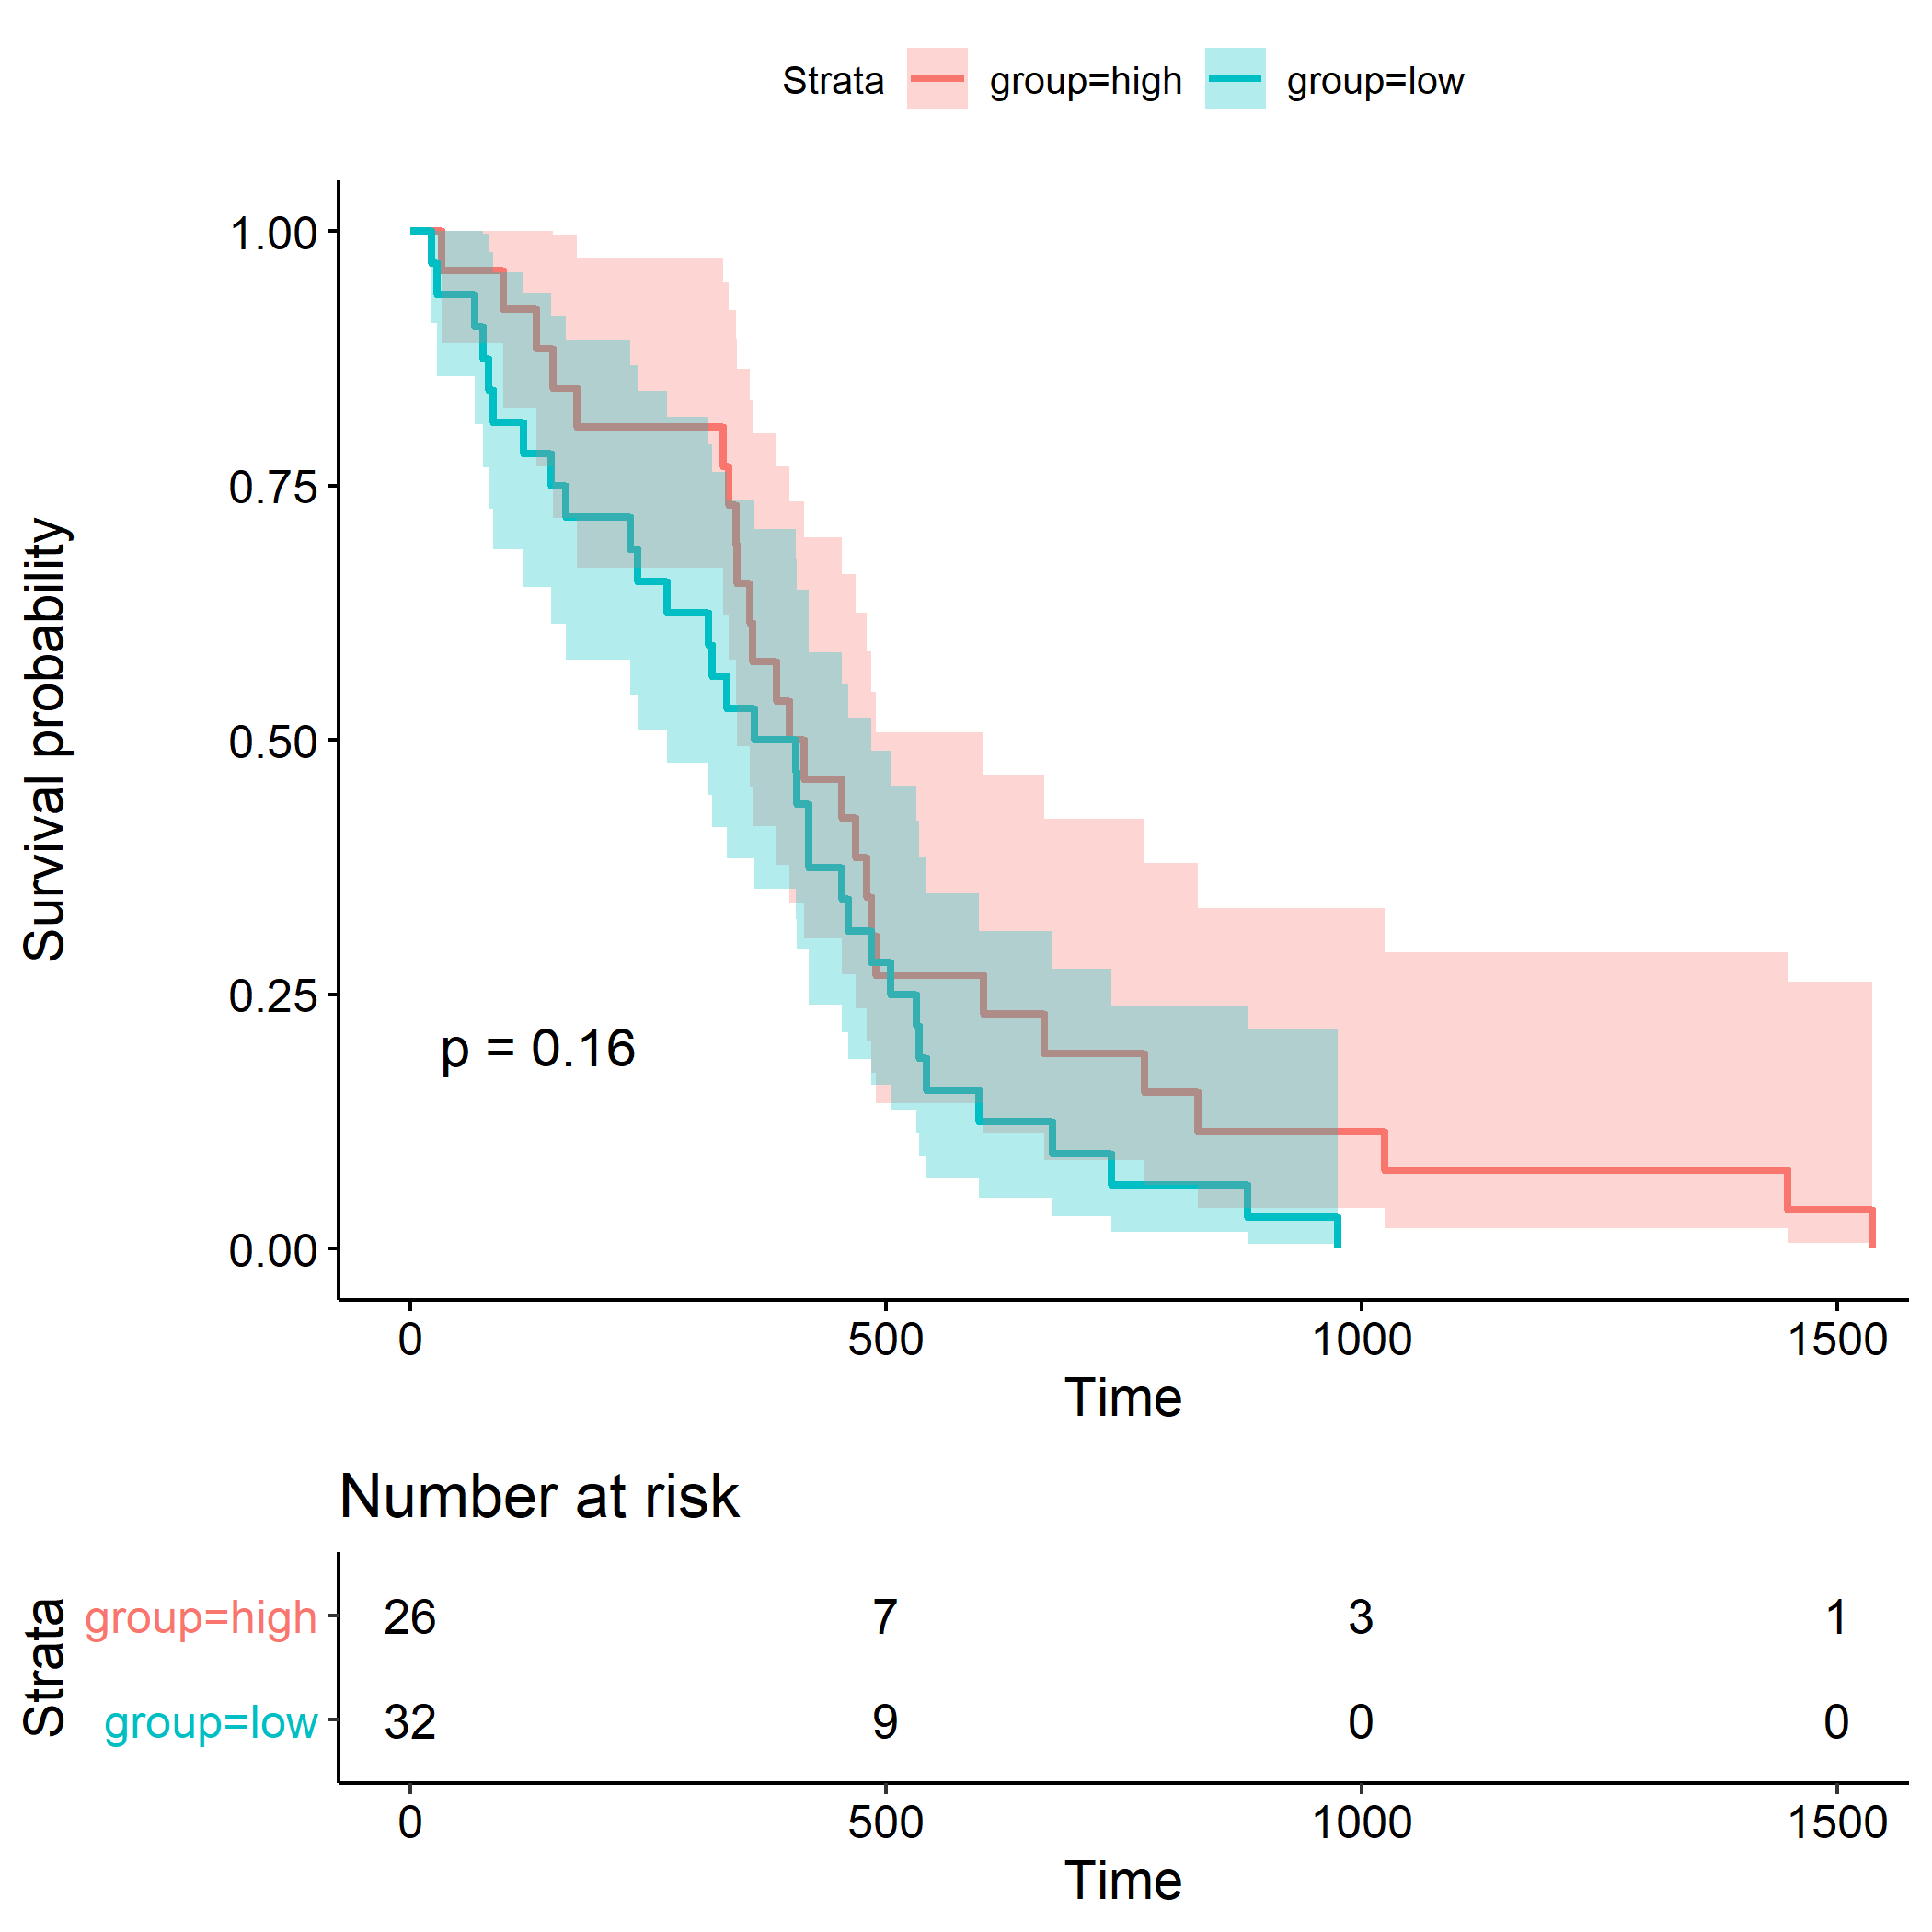 Strata group=high group=low
Survival probability
1.00
0.75
0.50
0.25
0.00
p = 0.16
0 500 1000 1500
Time
Number at risk
Strata
group=high 26 7 3 1
group=low 32 9 0 0
0 500 1000 1500
Time